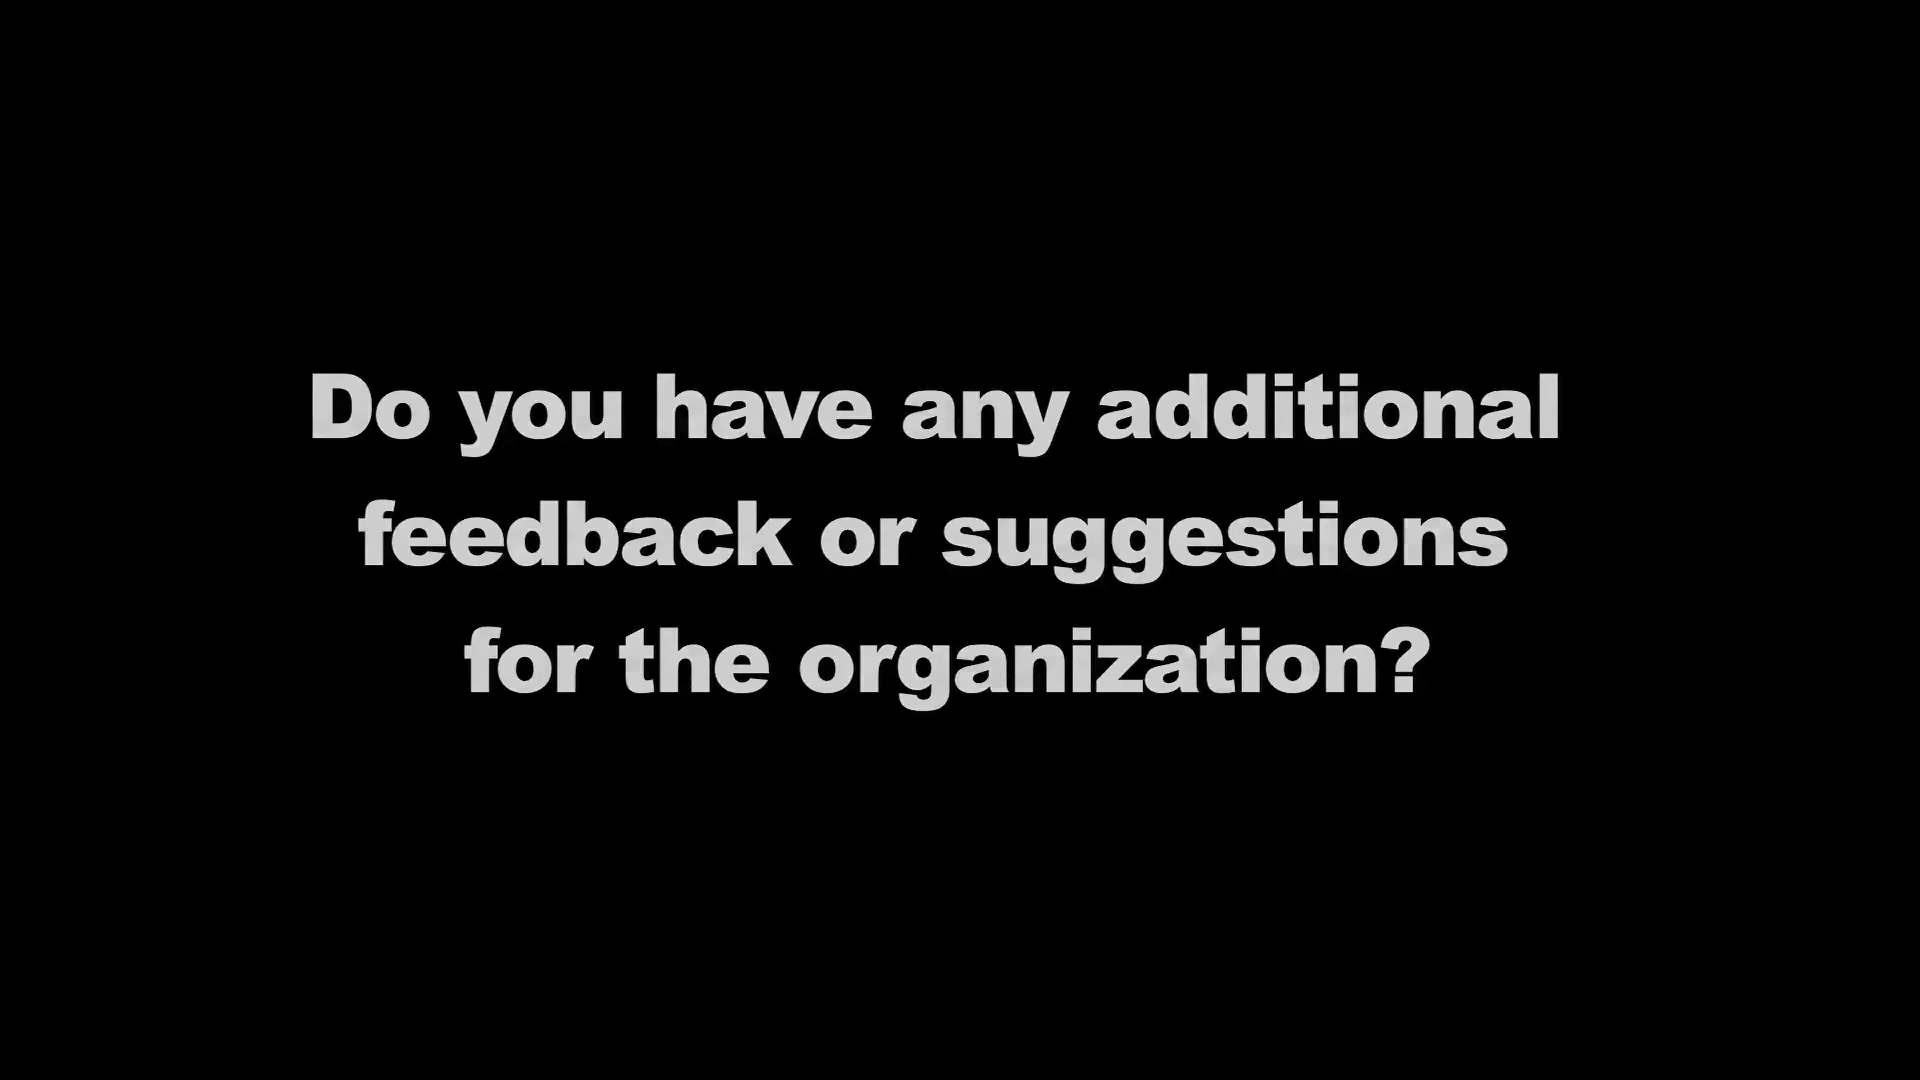 Do you have any additional
feedback or suggestions
for the organization?